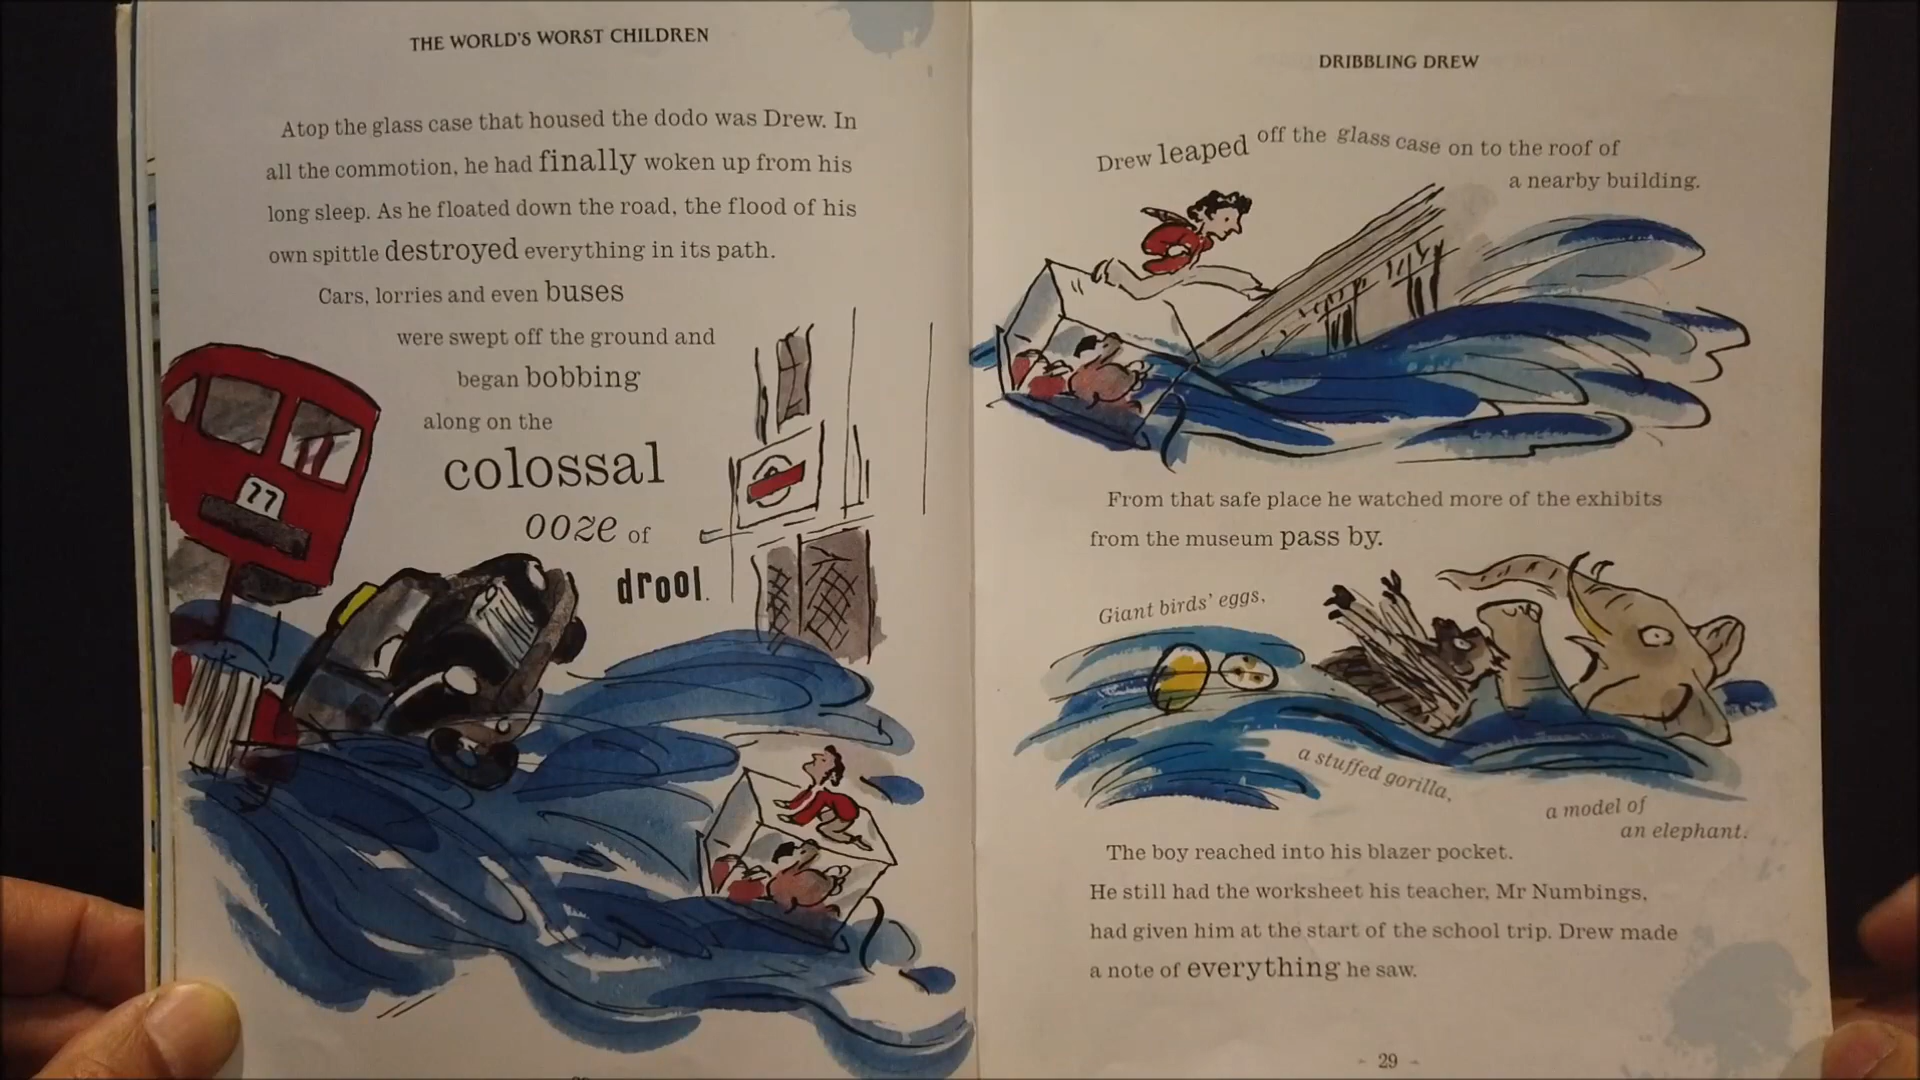 THE WORLD'S WORST CHILDREN
Atop the glass case that housed the dodo was Drew. In
all the commotion, he had finally woken up from his
long sleep. As he floated down the road, the flood of his
own spittle destroyed everything in its path.
Cars, lorries and even buses
were swept off the ground and
began bobbing
along on the
colossal
ooze of
drool.
77
DRIBBLING DREW
Drew leaped off the glass case on to the roof of
a nearby building.
From that safe place he watched more of the exhibits
from the museum pass by.
Giant birds' eggs,
a stuffed gorilla,
a model of
an elephant.
The boy reached into his blazer pocket.
He still had the worksheet his teacher, Mr Numbings,
had given him at the start of the school trip. Drew made
a note of everything he saw.
29